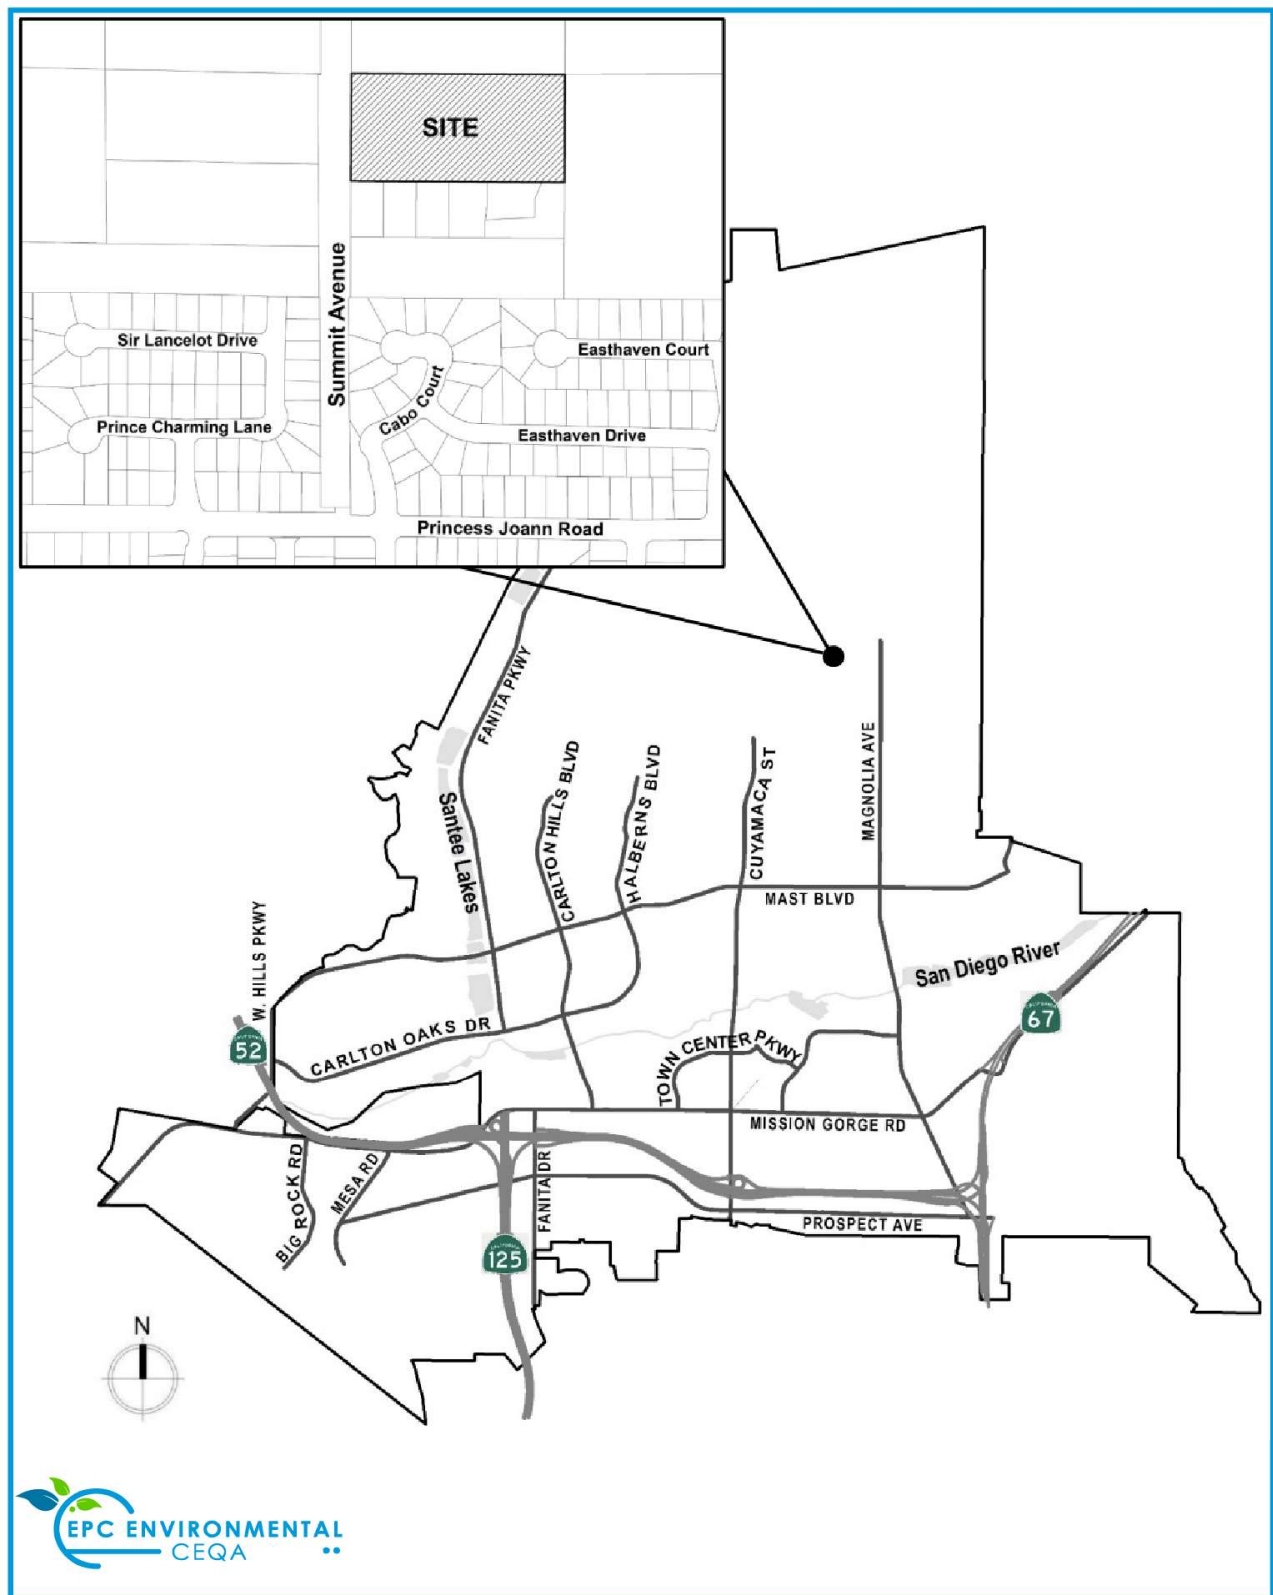 SITE
Summit Avenue
Sir Lancelot Drive
Easthaven Court
Cabo Court
Prince Charming Lane
Easthaven Drive
Princess Joann Road
FANITA PKWY
Santee Lakes
CARLTON HILLS BLVD
HALBERNS BLVD
CUYAMACA ST
MAGNOLIA AVE
MAST BLVD
W. HILLS PKWY
San Diego River
CALIFORNIA
67
CALIFORNIA
52
CARLTON OAKS DR
TOWN CENTER PKWY
MISSION GORGE RD
BIG ROCK RD
MESA RD
FANITA DR
PROSPECT AVE
CALIFORNIA
125
N
EPC ENVIRONMENTAL
CEQA